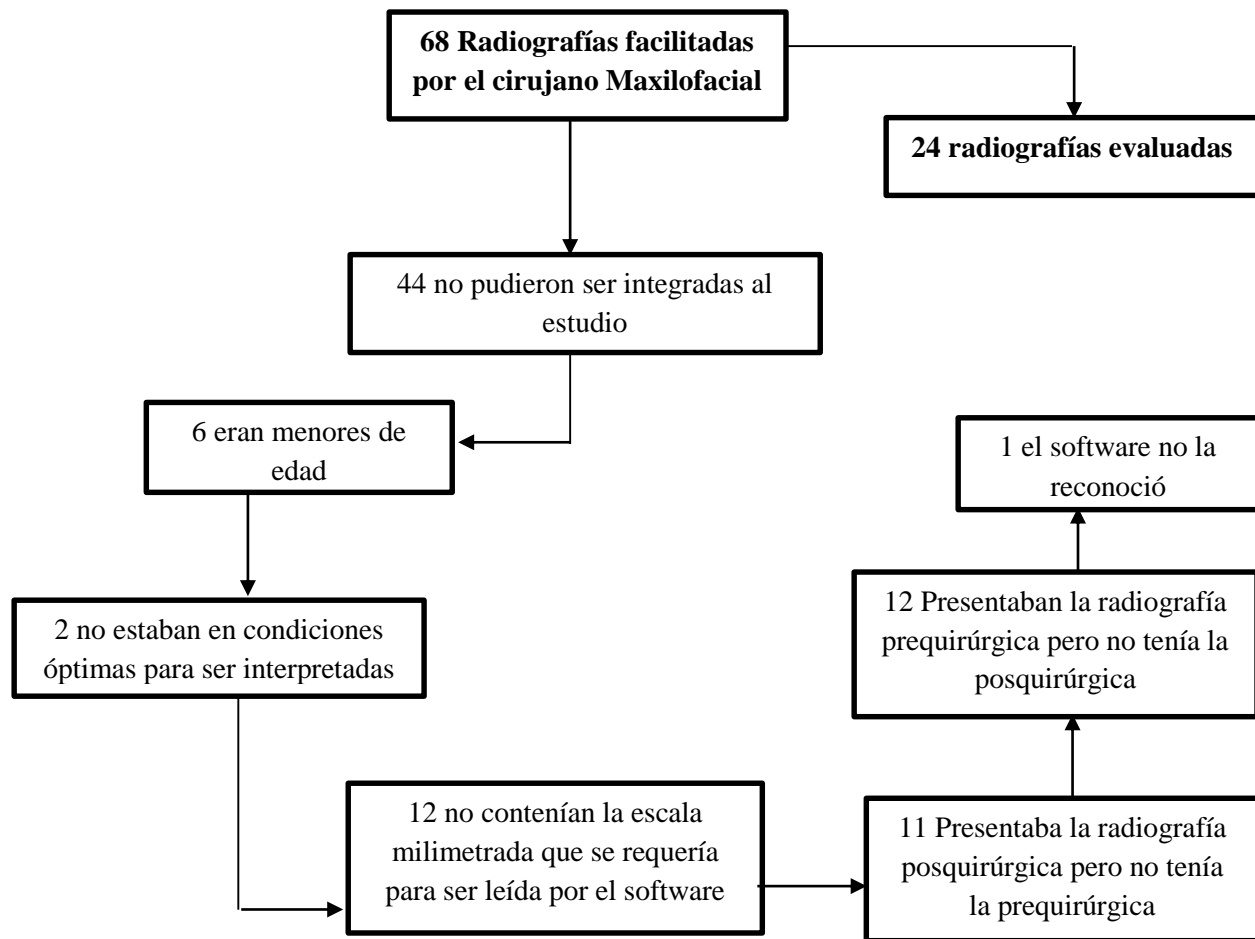 68 Radiografías facilitadas
por el cirujano Maxilofacial
24 radiografías evaluadas
44 no pudieron ser integradas al
estudio
6 eran menores de
edad
2 no estaban en condiciones
óptimas para ser interpretadas
12 no contenían la escala
milimetrada que se requería
para ser leída por el software
11 Presentaba la radiografía
posquirúrgica pero no tenía
la prequirúrgica
12 Presentaban la radiografía
prequirúrgica pero no tenía la
posquirúrgica
1 el software no la
reconoció